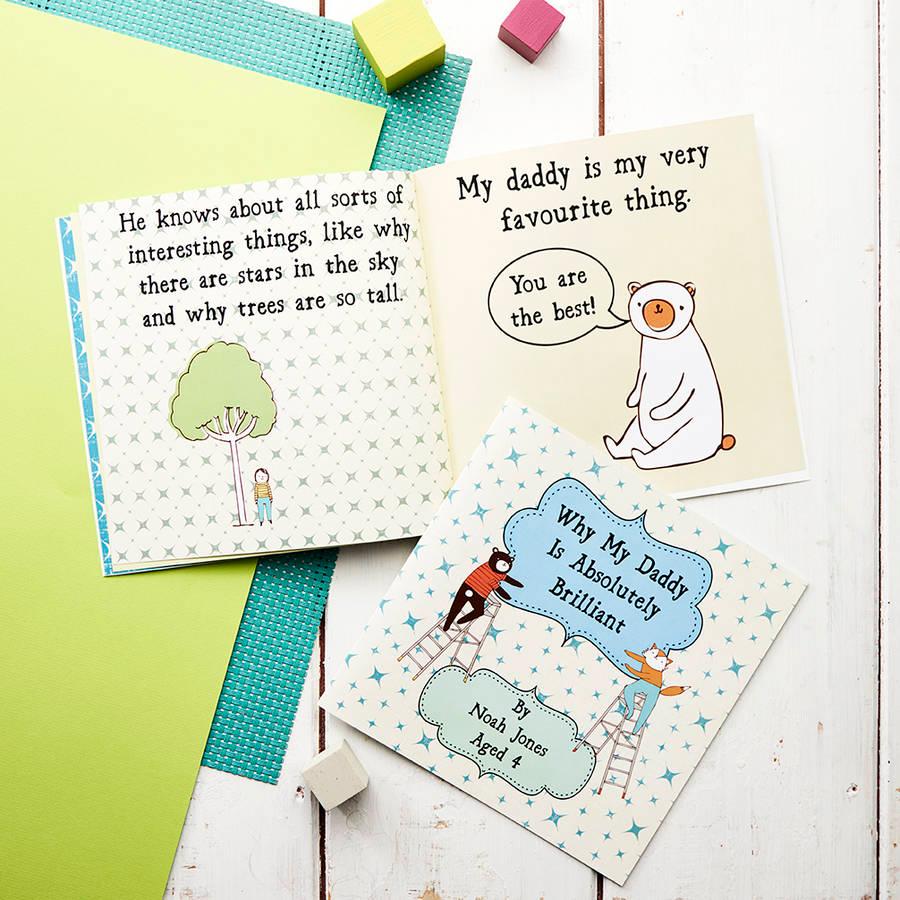 He knows about all sorts of
interesting things, like why
there are stars in the sky
and why trees are so tall.
My daddy is my very
favourite thing.
You are
the best!
Why My Daddy
Is Absolutely
Brilliant
By
Noah Jones
Aged 4